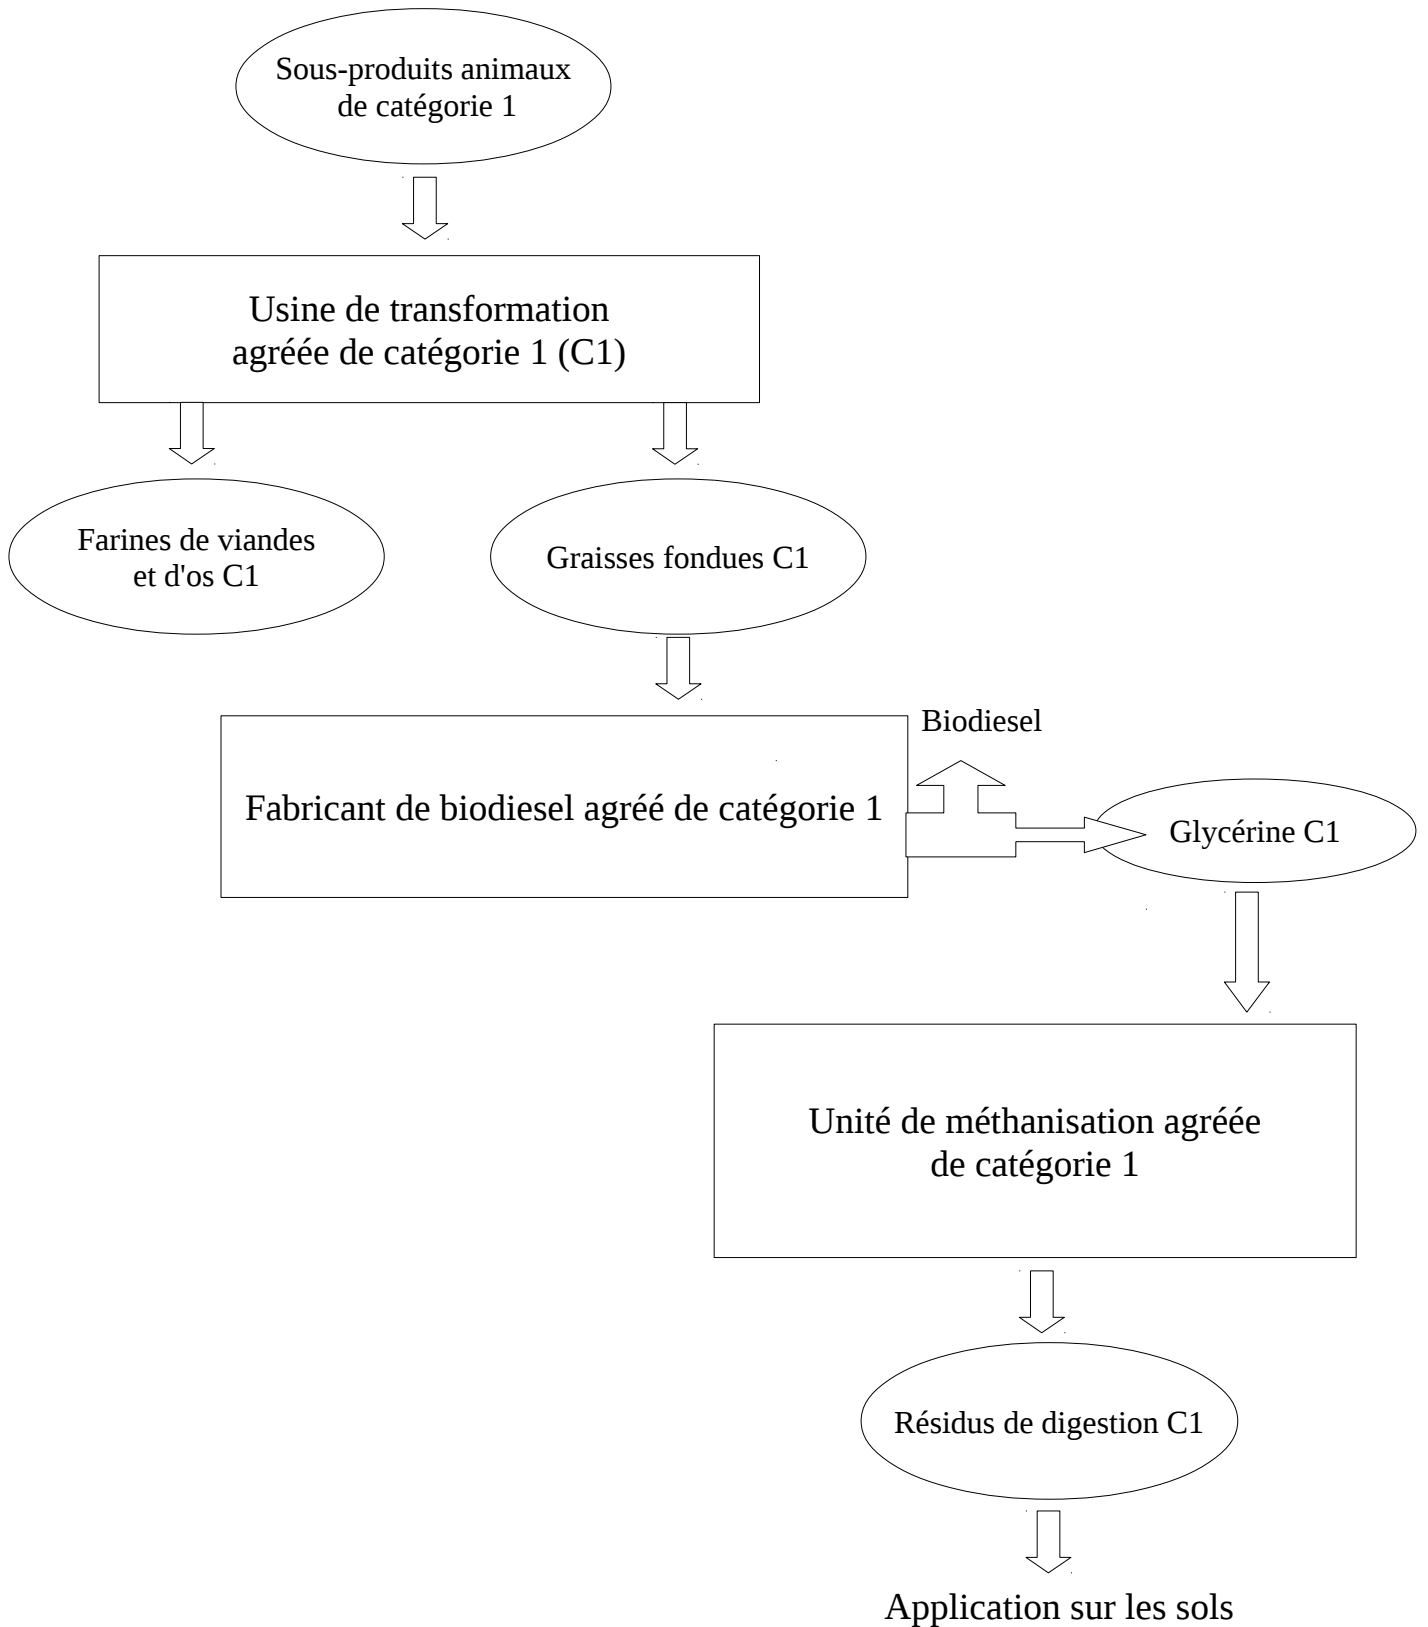 Sous-produits animaux
de catégorie 1
Usine de transformation
agréée de catégorie 1 (C1)
Farines de viandes
et d'os C1
Graisses fondues C1
Biodiesel
Fabricant de biodiesel agréé de catégorie 1
Glycérine C1
Unité de méthanisation agréée
de catégorie 1
Résidus de digestion C1
Application sur les sols